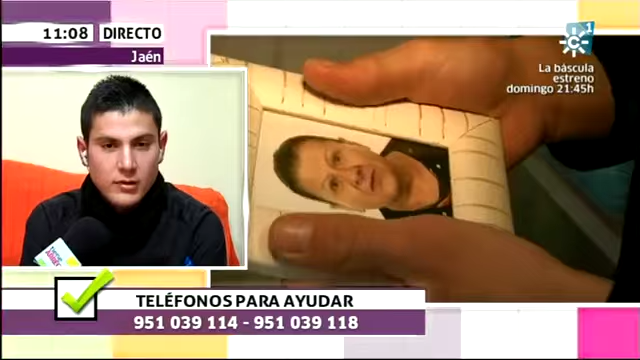 11:08 DIRECTO
Jaén
1
La báscula
estreno
domingo 21:45h
TELÉFONOS PARA AYUDAR
951 039 114 - 951 039 118